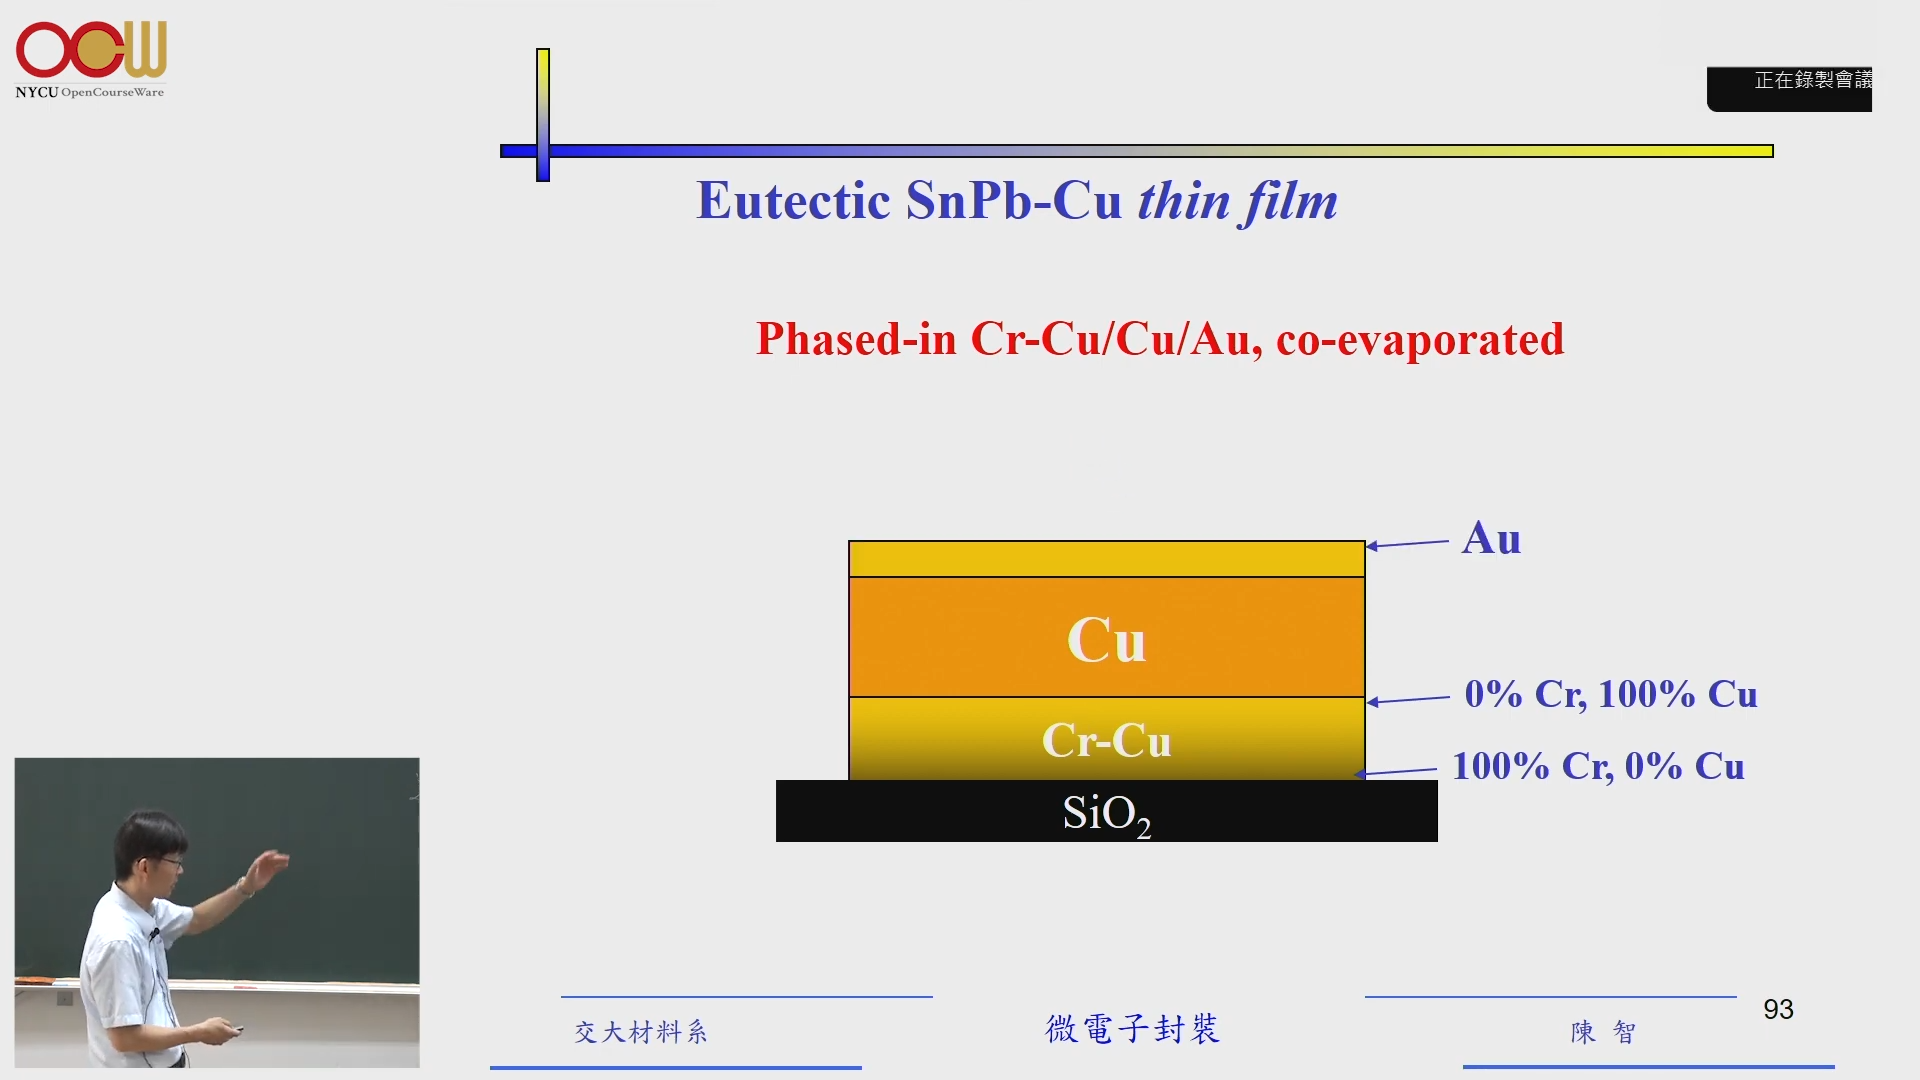 NYCU OpenCourseWare
正在錄製會議
Eutectic SnPb-Cu thin film
Phased-in Cr-Cu/Cu/Au, co-evaporated
Au
Cu
0% Cr, 100% Cu
Cr-Cu
100% Cr, 0% Cu
SiO₂
交大材料系
微電子封裝
陳 智
93